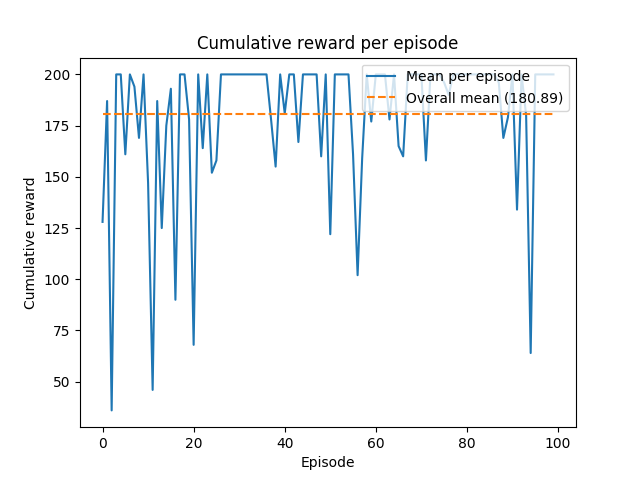 Cumulative reward per episode
200
175
150
125
100
75
50
Cumulative reward
Mean per episode
Overall mean (180.89)
0 20 40 60 80 100
Episode